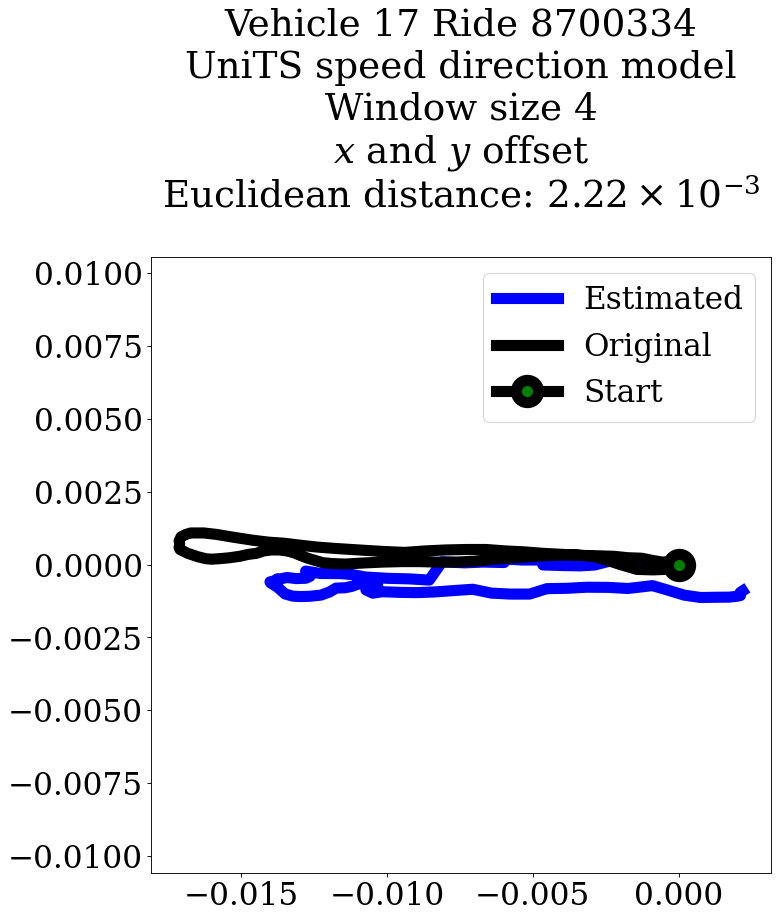 Vehicle 17 Ride 8700334
UniTS speed direction model
Window size 4
x and y offset
Euclidean distance: 2.22 × 10⁻³
0.0100
0.0075
0.0050
0.0025
0.0000
−0.0025
−0.0050
−0.0075
−0.0100
Estimated
Original
Start
−0.015 −0.010 −0.005 0.000